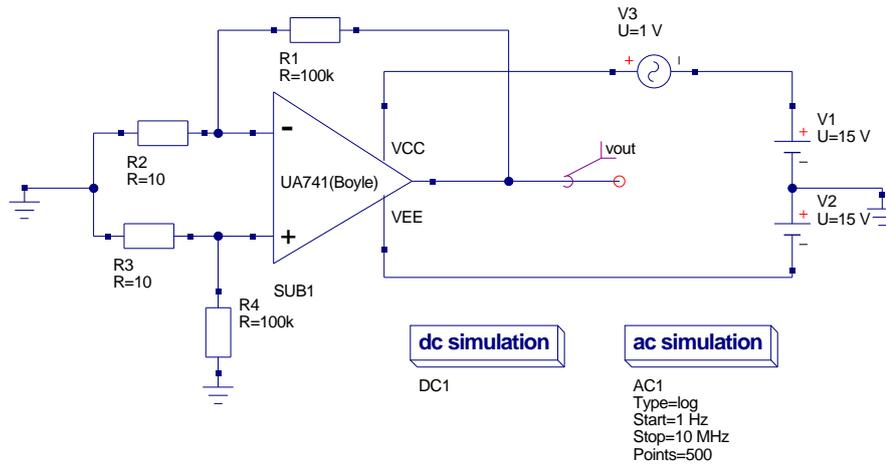 V3
U=1 V
R1
R=100k
V1
U=15 V
VCC
vout
R2
R=10
UA741(Boyle)
V2
U=15 V
VEE
R3
R=10
SUB1
R4
R=100k
dc simulation
DC1
ac simulation
AC1
Type=log
Start=1 Hz
Stop=10 MHz
Points=500